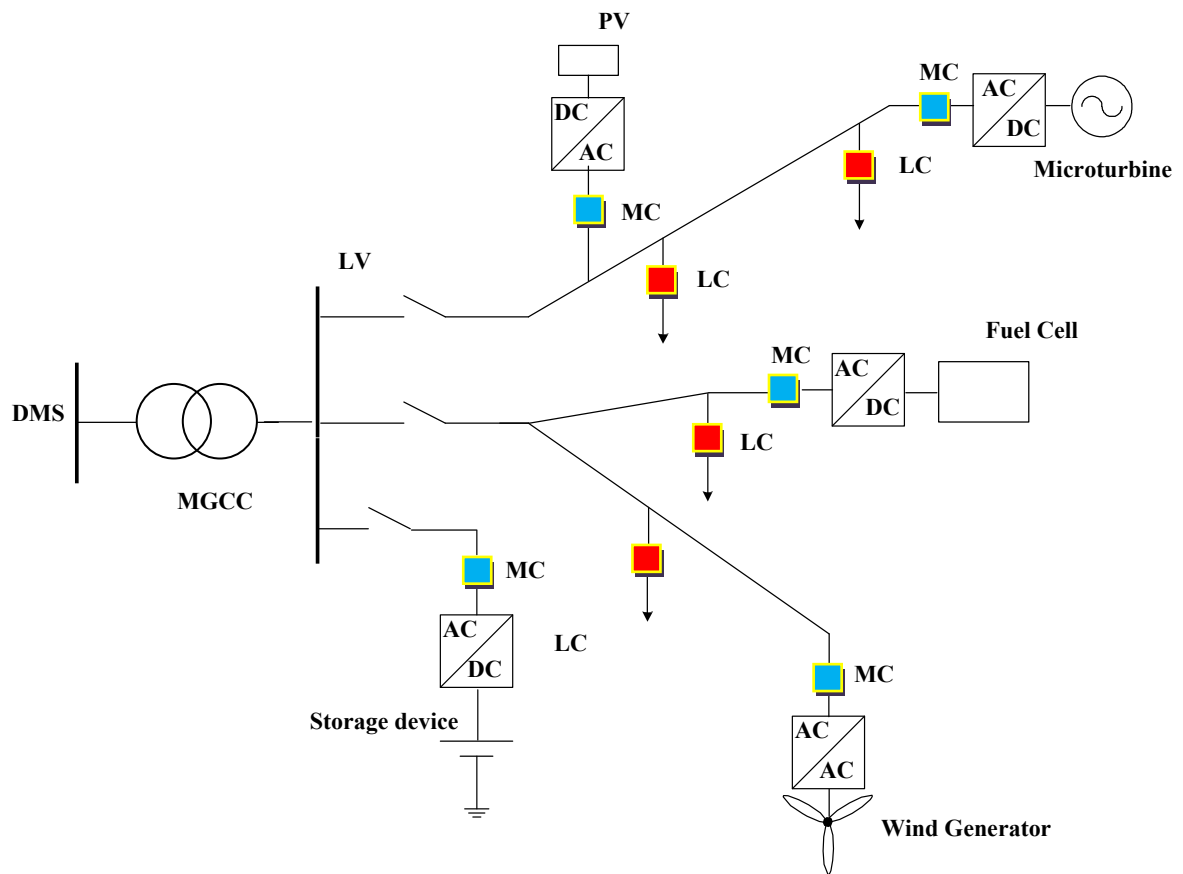 PV
MC
AC
DC
DC
AC
LC
Microturbine
MC
LV
LC
Fuel Cell
MC
AC
DC
DMS
LC
MGCC
MC
AC
DC
LC
MC
Storage device
AC
AC
Wind Generator